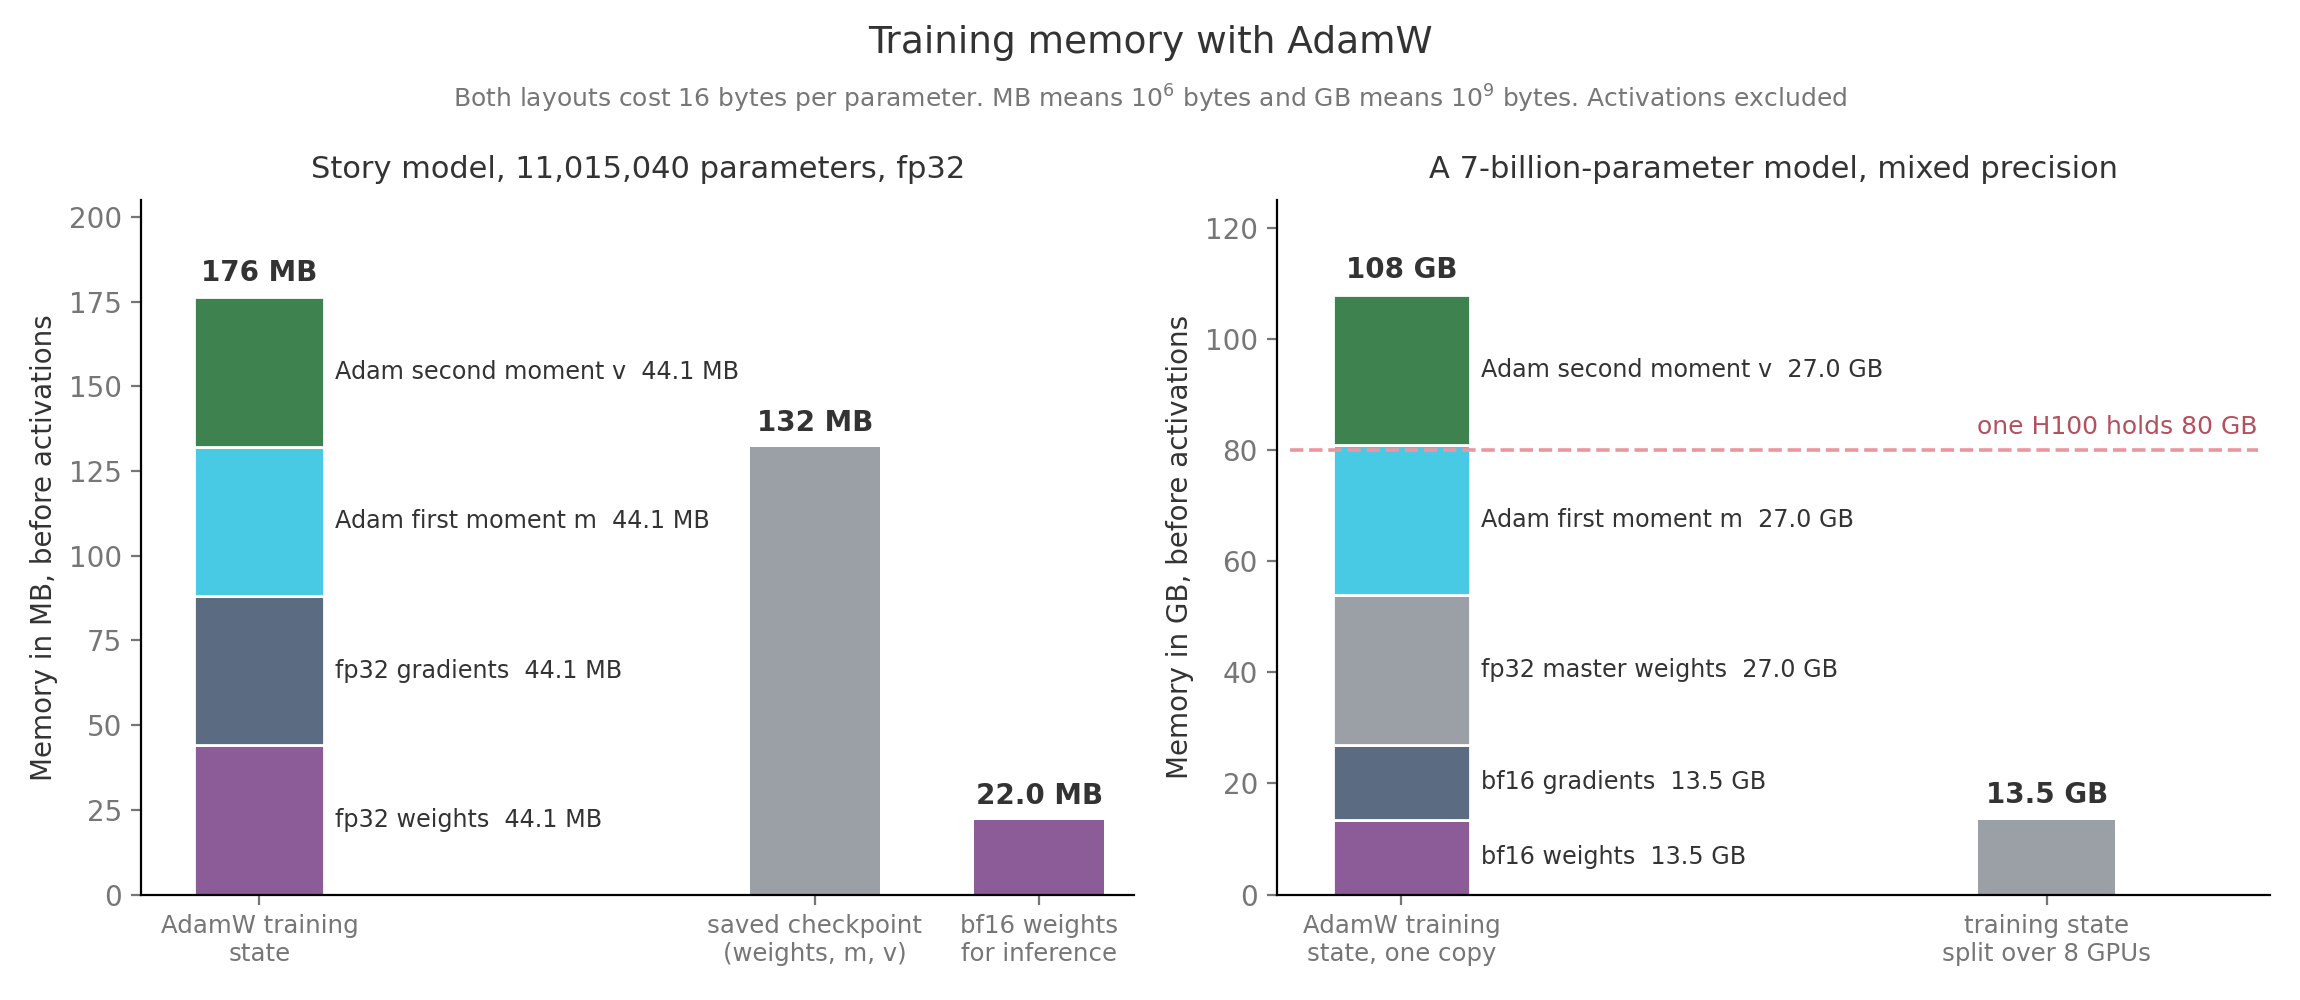 Training memory with AdamW
Both layouts cost 16 bytes per parameter. MB means 10⁶ bytes and GB means 10⁹ bytes. Activations excluded
Story model, 11,015,040 parameters, fp32
Memory in MB, before activations
200
175
150
125
100
75
50
25
0
176 MB
Adam second moment v 44.1 MB
Adam first moment m 44.1 MB
fp32 gradients 44.1 MB
fp32 weights 44.1 MB
132 MB
22.0 MB
AdamW training
state
saved checkpoint
(weights, m, v)
bf16 weights
for inference
A 7-billion-parameter model, mixed precision
Memory in GB, before activations
120
100
80
60
40
20
0
108 GB
Adam second moment v 27.0 GB
one H100 holds 80 GB
Adam first moment m 27.0 GB
fp32 master weights 27.0 GB
bf16 gradients 13.5 GB
bf16 weights 13.5 GB
13.5 GB
AdamW training
state, one copy
training state
split over 8 GPUs